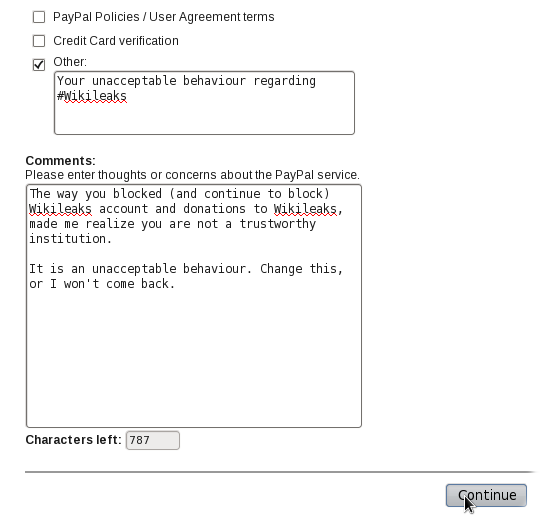 PayPal Policies / User Agreement terms
Credit Card verification
Other:
Your unacceptable behaviour regarding
#Wikileaks
Comments:
Please enter thoughts or concerns about the PayPal service.
The way you blocked (and continue to block)
Wikileaks account and donations to Wikileaks,
made me realize you are not a trustworthy
institution.
It is an unacceptable behaviour. Change this,
or I won't come back.
Characters left: 787
Continue